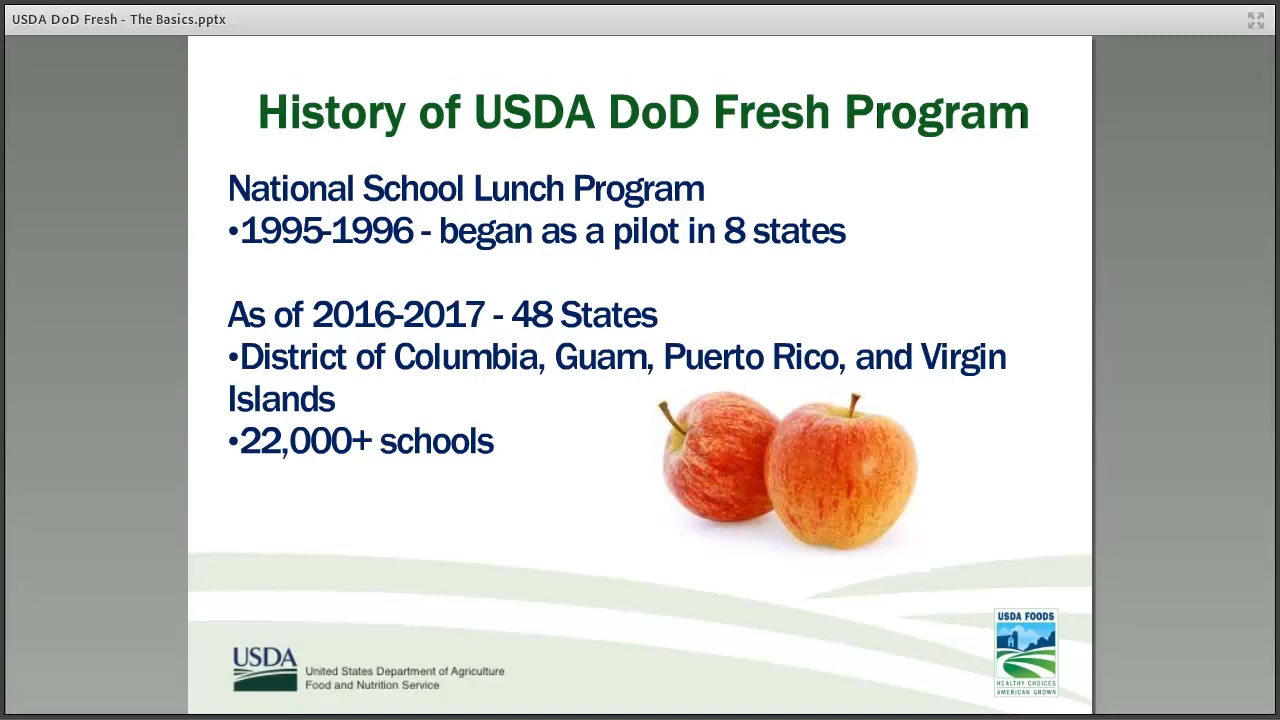 USDA DoD Fresh - The Basics.pptx
History of USDA DoD Fresh Program
National School Lunch Program
•1995-1996 - began as a pilot in 8 states
As of 2016-2017 - 48 States
•District of Columbia, Guam, Puerto Rico, and Virgin
Islands
•22,000+ schools
USDA
United States Department of Agriculture
Food and Nutrition Service
USDA FOODS
HEALTHY CHOICES
AMERICAN GROWN